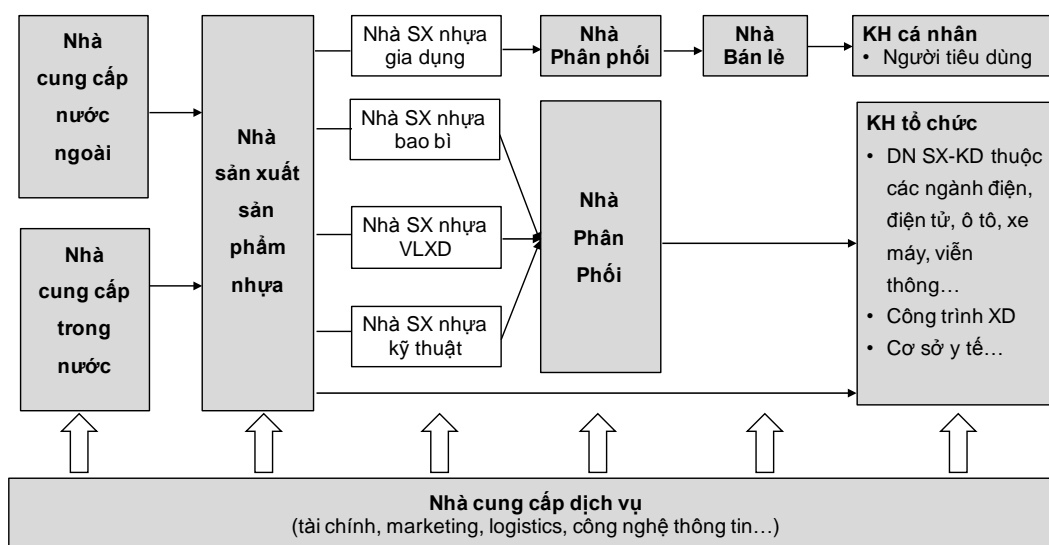 Nhà
cung cấp
nước
ngoài
Nhà
cung cấp
trong
nước
Nhà
sản xuất
sản
phẩm
nhựa
Nhà SX nhựa
gia dụng
Nhà SX nhựa
bao bì
Nhà SX nhựa
VLXD
Nhà SX nhựa
kỹ thuật
Nhà
Phân phối
Nhà
Bán lẻ
Nhà
Phân
Phối
KH cá nhân
• Người tiêu dùng
KH tổ chức
• DN SX-KD thuộc
các ngành điện,
điện tử, ô tô, xe
máy, viễn
thông…
• Công trình XD
• Cơ sở y tế…
Nhà cung cấp dịch vụ
(tài chính, marketing, logistics, công nghệ thông tin…)